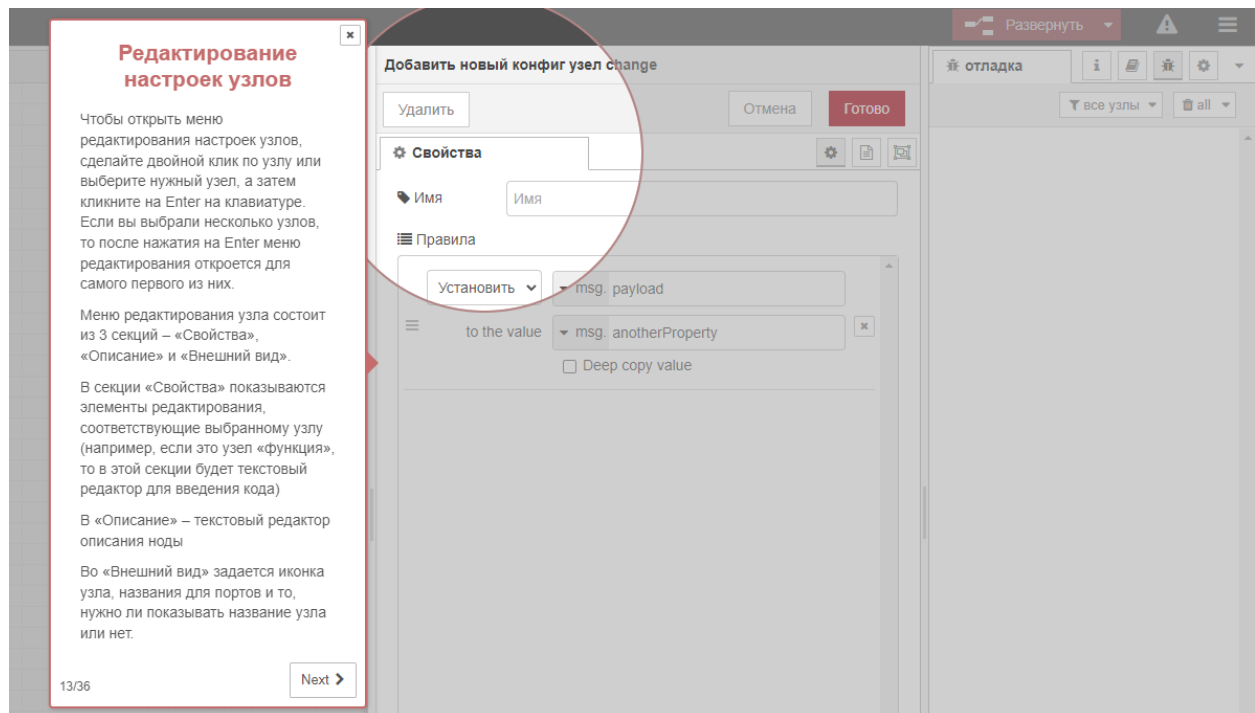 Развернуть
Редактирование
настроек узлов
Чтобы открыть меню
редактирования настроек узлов,
сделайте двойной клик по узлу или
выберите нужный узел, а затем
кликните на Enter на клавиатуре.
Если вы выбрали несколько узлов,
то после нажатия на Enter меню
редактирования откроется для
самого первого из них.
Меню редактирования узла состоит
из 3 секций – «Свойства»,
«Описание» и «Внешний вид».
В секции «Свойства» показываются
элементы редактирования,
соответствующие выбранному узлу
(например, если это узел «функция»,
то в этой секции будет текстовый
редактор для введения кода)
В «Описание» – текстовый редактор
описания ноды
Во «Внешний вид» задается иконка
узла, названия для портов и то,
нужно ли показывать название узла
или нет.
13/36
Next
Добавить новый конфиг узел change
Удалить
Отмена
Готово
Свойства
Имя
Имя
Правила
Установить
msg. payload
to the value
msg. anotherProperty
Deep copy value
отладка
i
все узлы
all